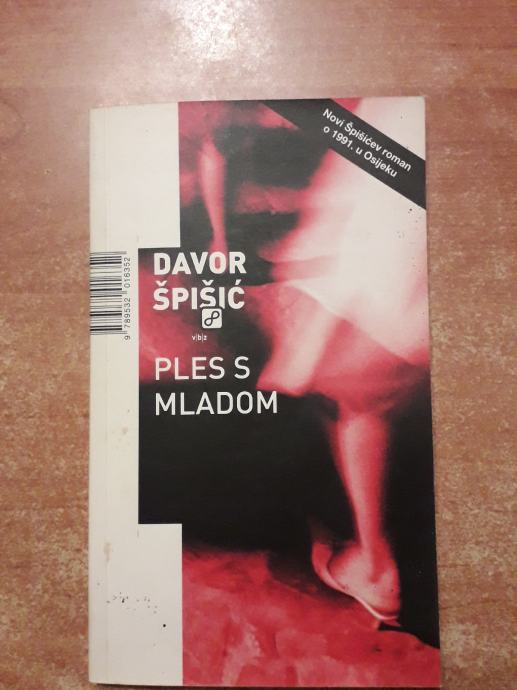 Novi Špišićev roman
o 1991. u Osijeku
DAVOR
ŠPIŠIĆ
v|b|z
PLES S
MLADOM
9 789532 016352